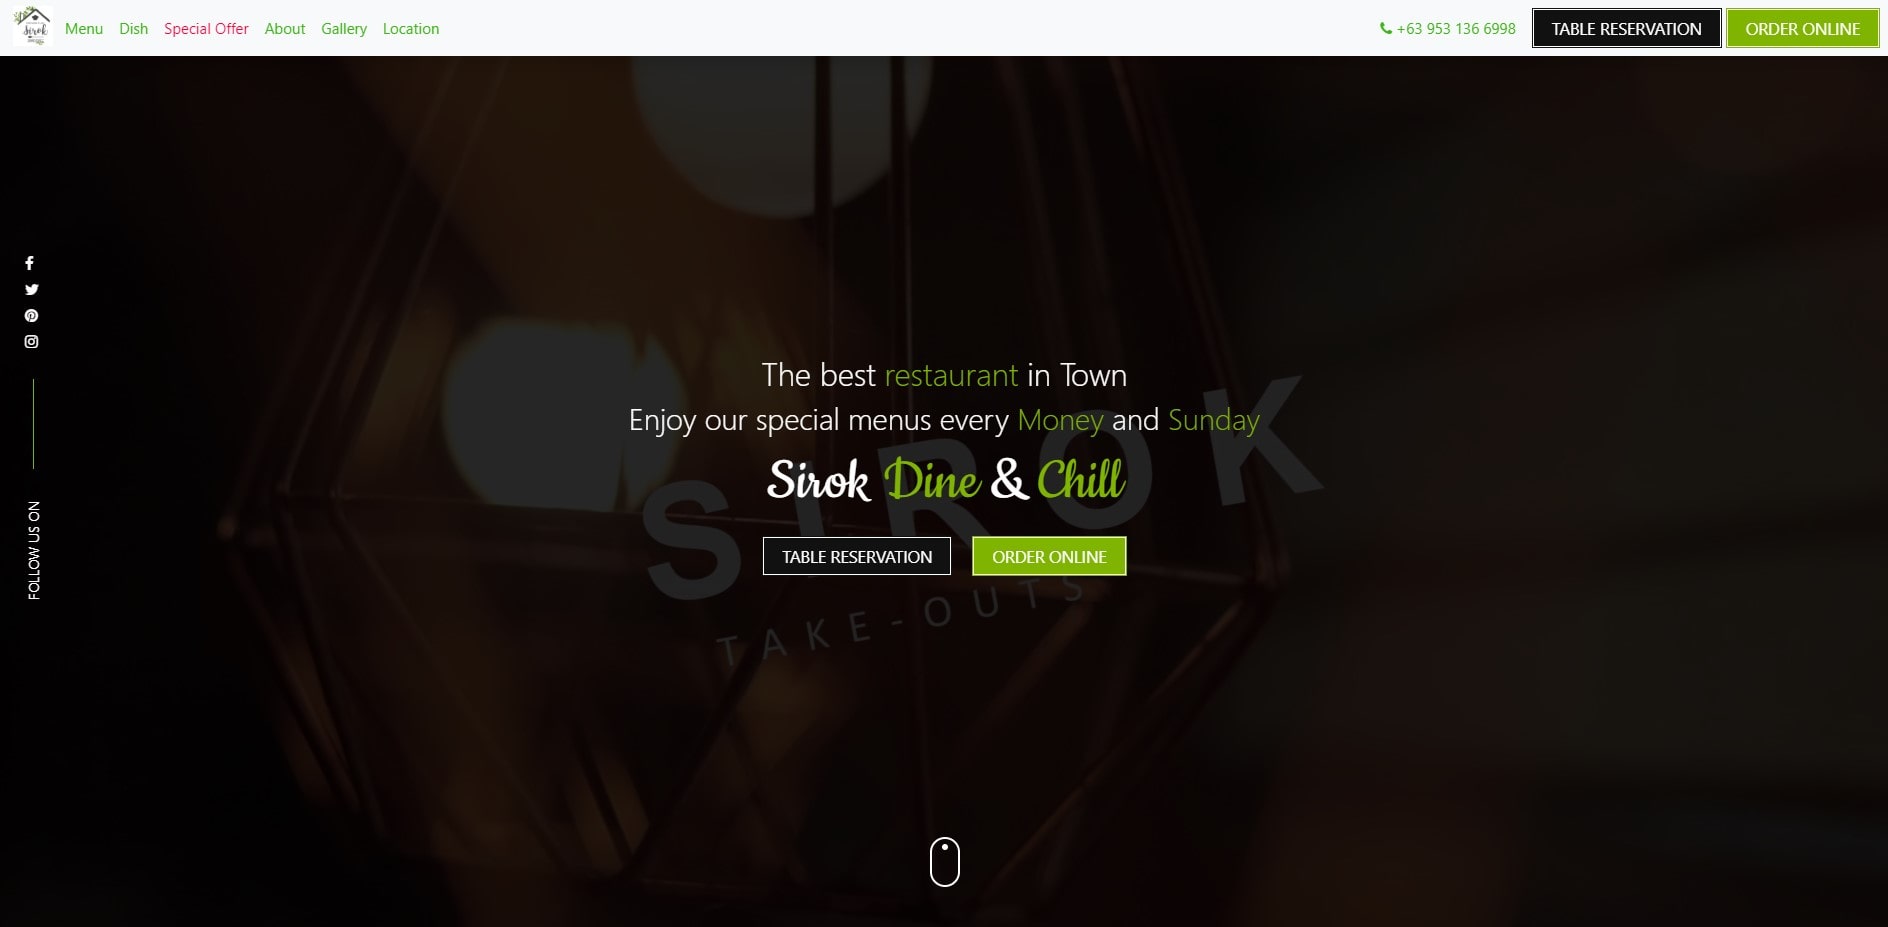 Sirok
Menu Dish Special Offer About Gallery Location
+63 953 136 6998
TABLE RESERVATION
ORDER ONLINE
FOLLOW US ON
The best restaurant in Town
Enjoy our special menus every Money and Sunday
Sirok Dine & Chill
TABLE RESERVATION
ORDER ONLINE
SIROK
TAKE-OUTS